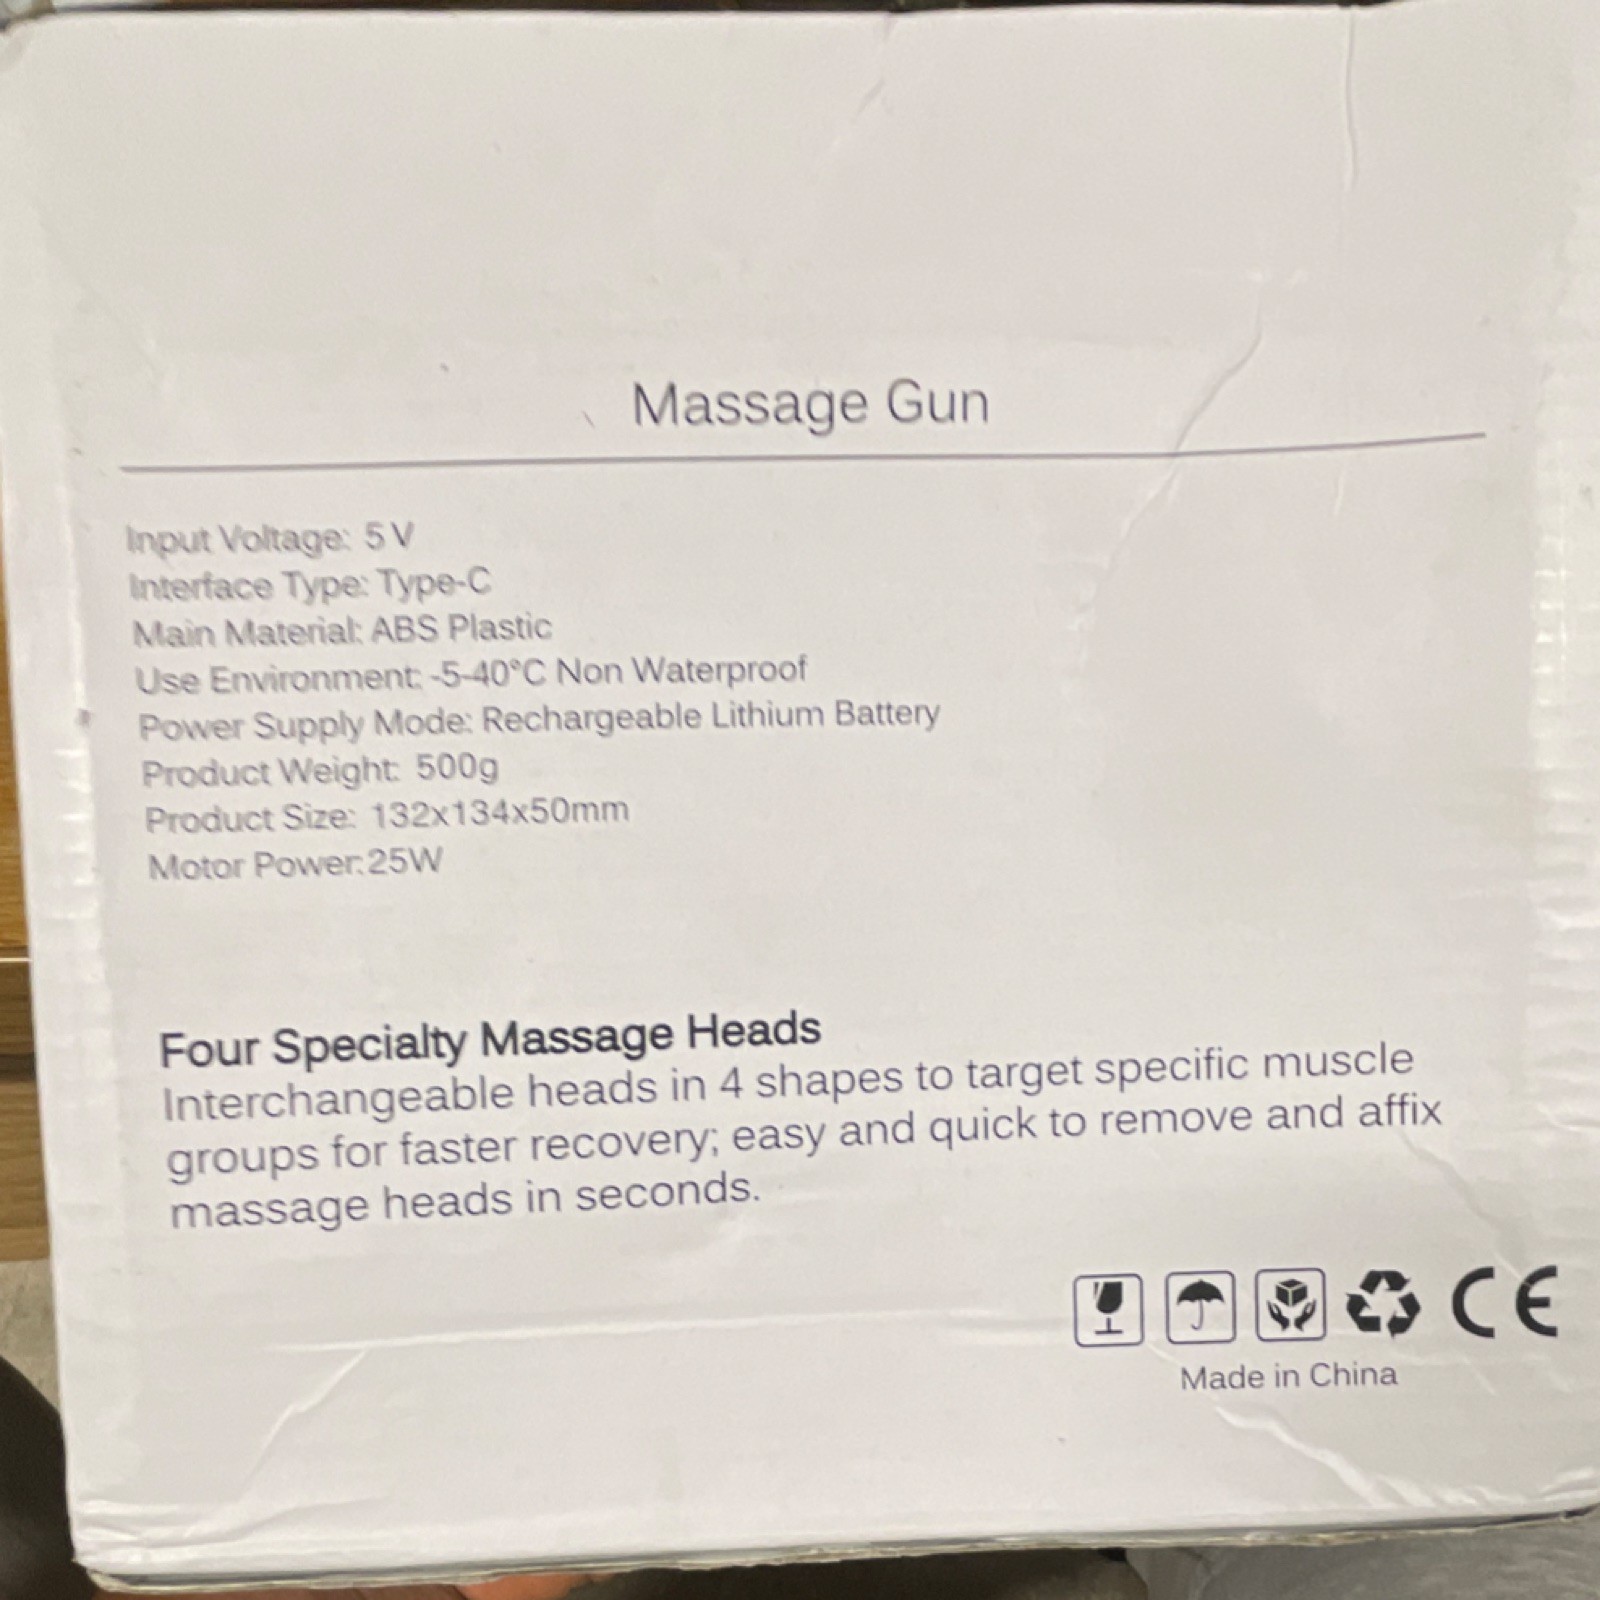 Massage Gun
Input Voltage: 5 V
Interface Type: Type-C
Main Material: ABS Plastic
Use Environment: -5-40°C Non Waterproof
Power Supply Mode: Rechargeable Lithium Battery
Product Weight: 500g
Product Size: 132x134x50mm
Motor Power:25W
Four Specialty Massage Heads
Interchangeable heads in 4 shapes to target specific muscle
groups for faster recovery; easy and quick to remove and affix
massage heads in seconds.
CE
Made in China